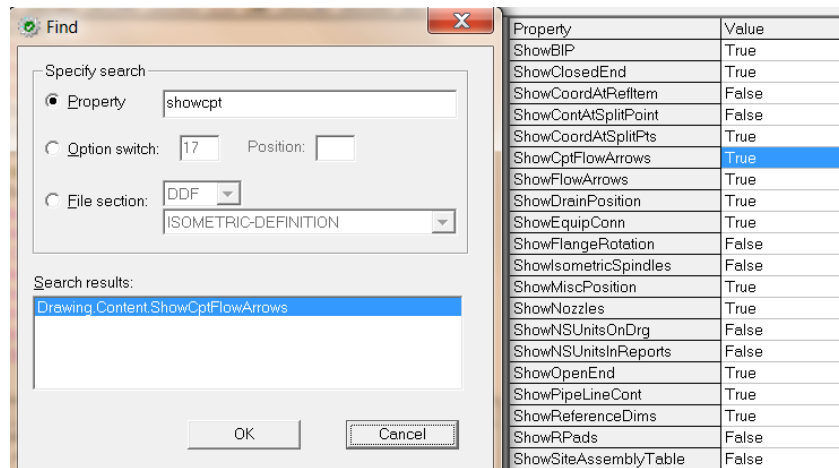 Find
X
Specify search
Property
showcpt
Option switch:
17
Position:
File section:
DDF
ISOMETRIC-DEFINITION
Search results:
Drawing.Content.ShowCptFlowArrows
OK
Cancel
Property Value
ShowBIP True
ShowClosedEnd True
ShowCoordAtRefItem False
ShowContAtSplitPoint False
ShowCoordAtSplitPts True
ShowCptFlowArrows True
ShowFlowArrows True
ShowDrainPosition True
ShowEquipConn True
ShowFlangeRotation False
ShowIsometricSpindles False
ShowMiscPosition True
ShowNozzles True
ShowNSUnitsOnDrg False
ShowNSUnitsInReports False
ShowOpenEnd True
ShowPipeLineCont True
ShowReferenceDims True
ShowRPads False
ShowSiteAssemblyTable False